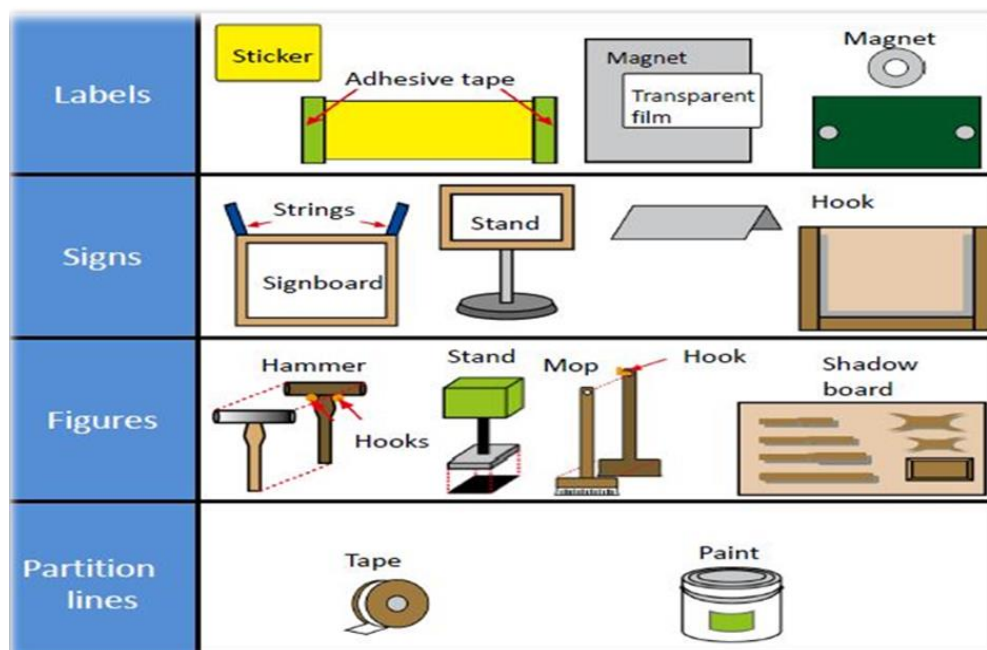 Labels
Sticker
Adhesive tape
Magnet
Transparent
film
Magnet
Signs
Strings
Signboard
Stand
Hook
Figures
Hammer
Hooks
Stand
Mop
Hook
Shadow
board
Partition
lines
Tape
Paint